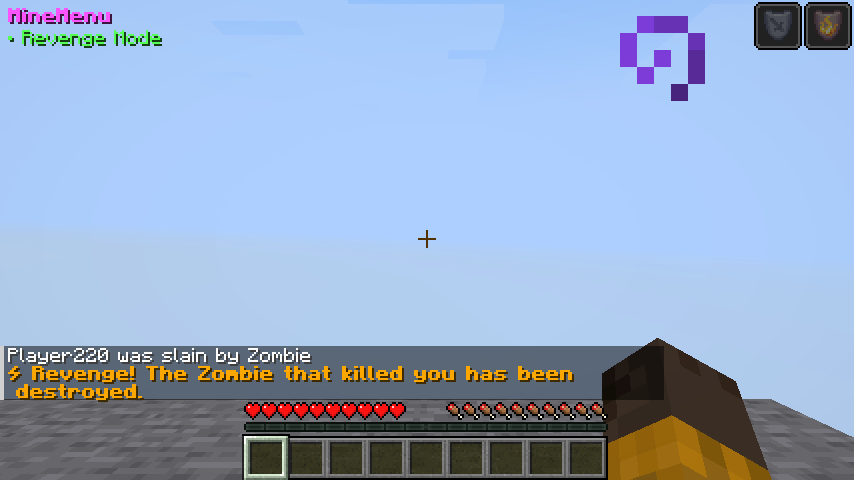 MineMenu
• Revenge Mode
Player220 was slain by Zombie
⚡ Revenge! The Zombie that killed you has been
destroyed.